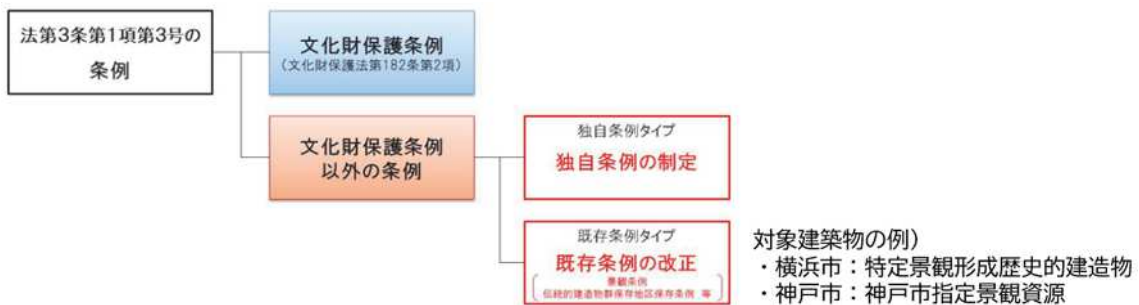 法第3条第1項第3号の
条例
文化財保護条例
(文化財保護法第182条第2項)
文化財保護条例
以外の条例
独自条例タイプ
独自条例の制定
既存条例タイプ
既存条例の改正
景観条例
伝統的建造物群保存地区保存条例 等
対象建築物の例)
・横浜市：特定景観形成歴史的建造物
・神戸市：神戸市指定景観資源